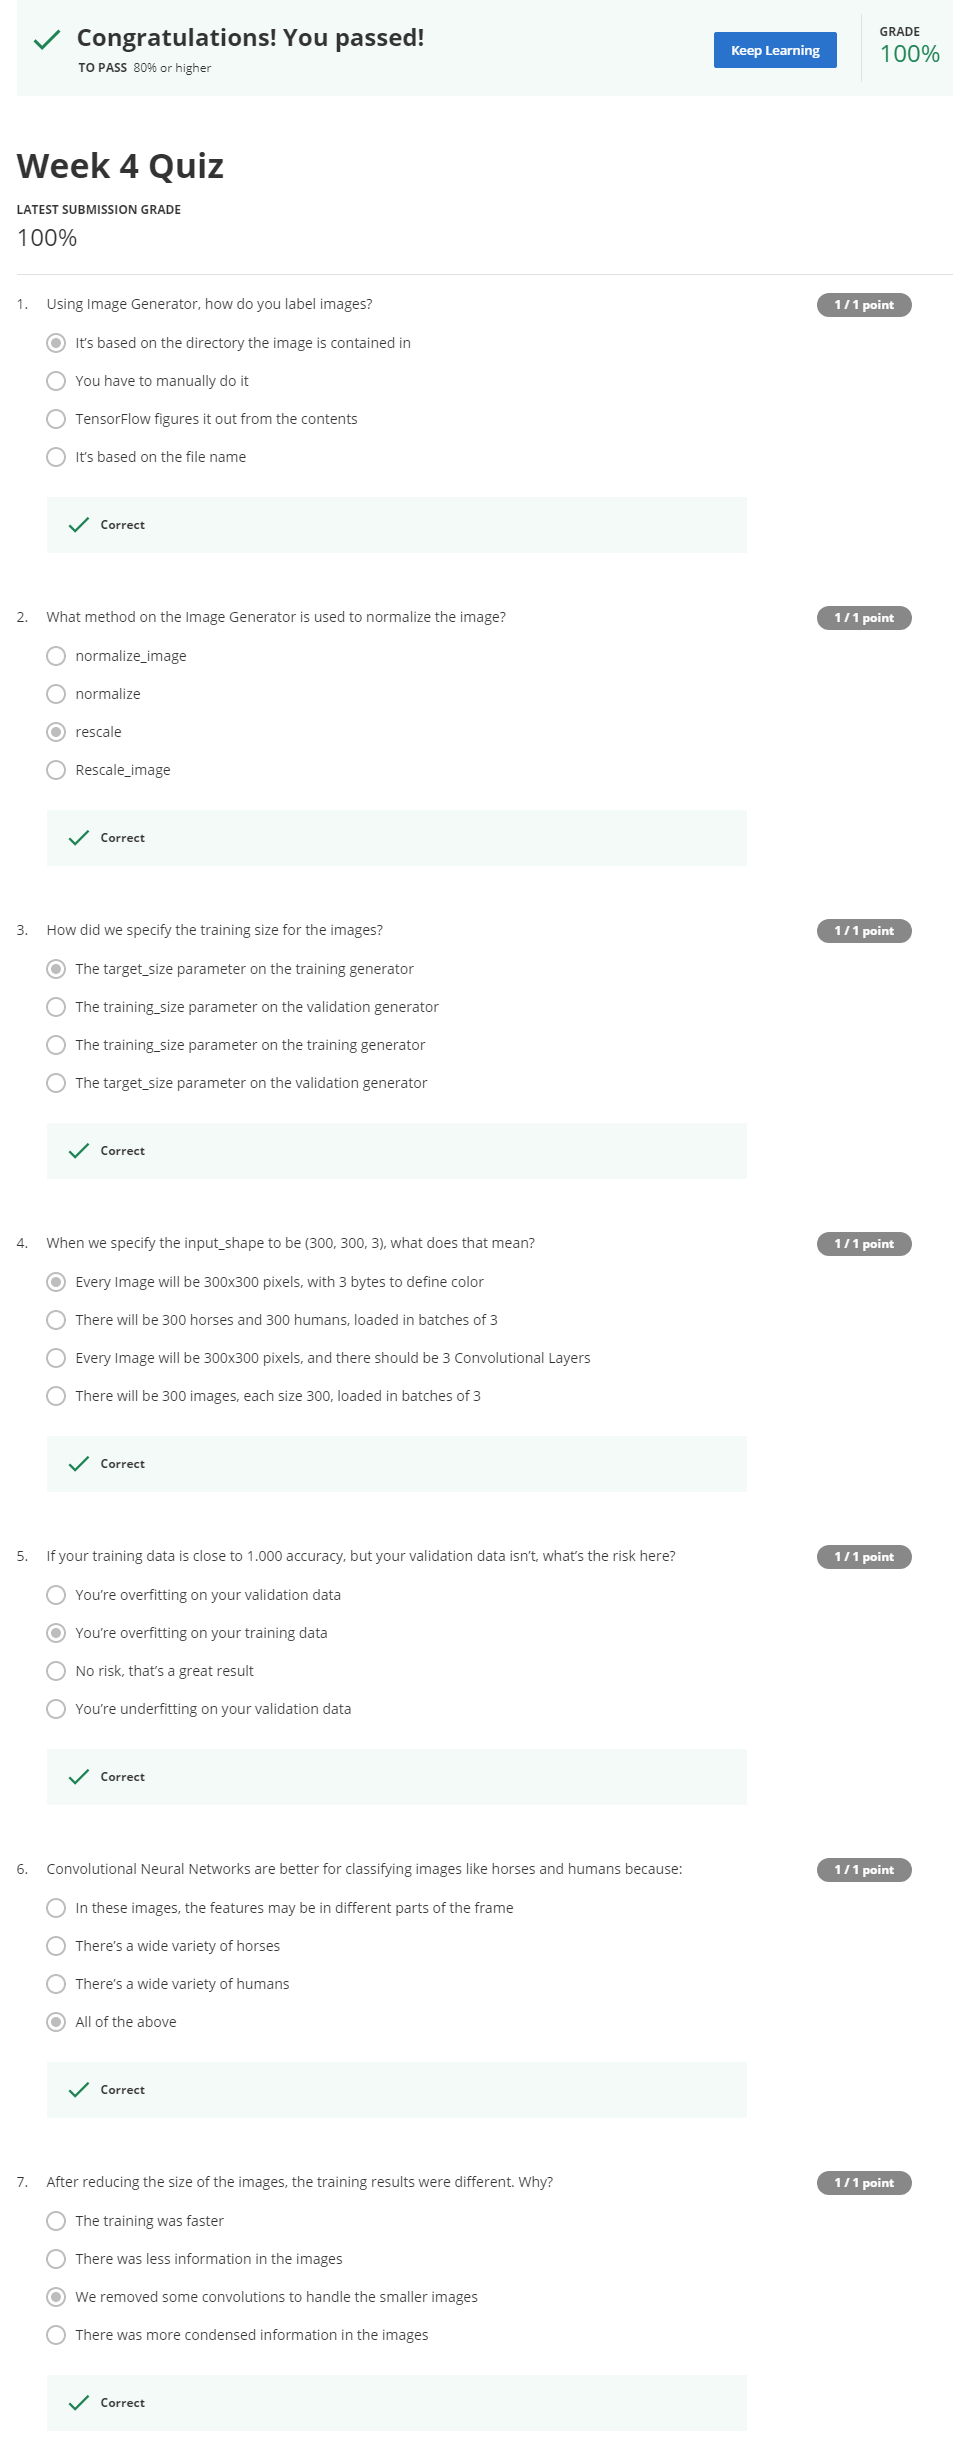 Congratulations! You passed!
TO PASS 80% or higher
Keep Learning
GRADE
100%
Week 4 Quiz
LATEST SUBMISSION GRADE
100%
1. Using Image Generator, how do you label images?
1 / 1 point
It’s based on the directory the image is contained in
You have to manually do it
TensorFlow figures it out from the contents
It’s based on the file name
Correct
2. What method on the Image Generator is used to normalize the image?
1 / 1 point
normalize_image
normalize
rescale
Rescale_image
Correct
3. How did we specify the training size for the images?
1 / 1 point
The target_size parameter on the training generator
The training_size parameter on the validation generator
The training_size parameter on the training generator
The target_size parameter on the validation generator
Correct
4. When we specify the input_shape to be (300, 300, 3), what does that mean?
1 / 1 point
Every Image will be 300x300 pixels, with 3 bytes to define color
There will be 300 horses and 300 humans, loaded in batches of 3
Every Image will be 300x300 pixels, and there should be 3 Convolutional Layers
There will be 300 images, each size 300, loaded in batches of 3
Correct
5. If your training data is close to 1.000 accuracy, but your validation data isn’t, what’s the risk here?
1 / 1 point
You’re overfitting on your validation data
You’re overfitting on your training data
No risk, that’s a great result
You’re underfitting on your validation data
Correct
6. Convolutional Neural Networks are better for classifying images like horses and humans because:
1 / 1 point
In these images, the features may be in different parts of the frame
There’s a wide variety of horses
There’s a wide variety of humans
All of the above
Correct
7. After reducing the size of the images, the training results were different. Why?
1 / 1 point
The training was faster
There was less information in the images
We removed some convolutions to handle the smaller images
There was more condensed information in the images
Correct